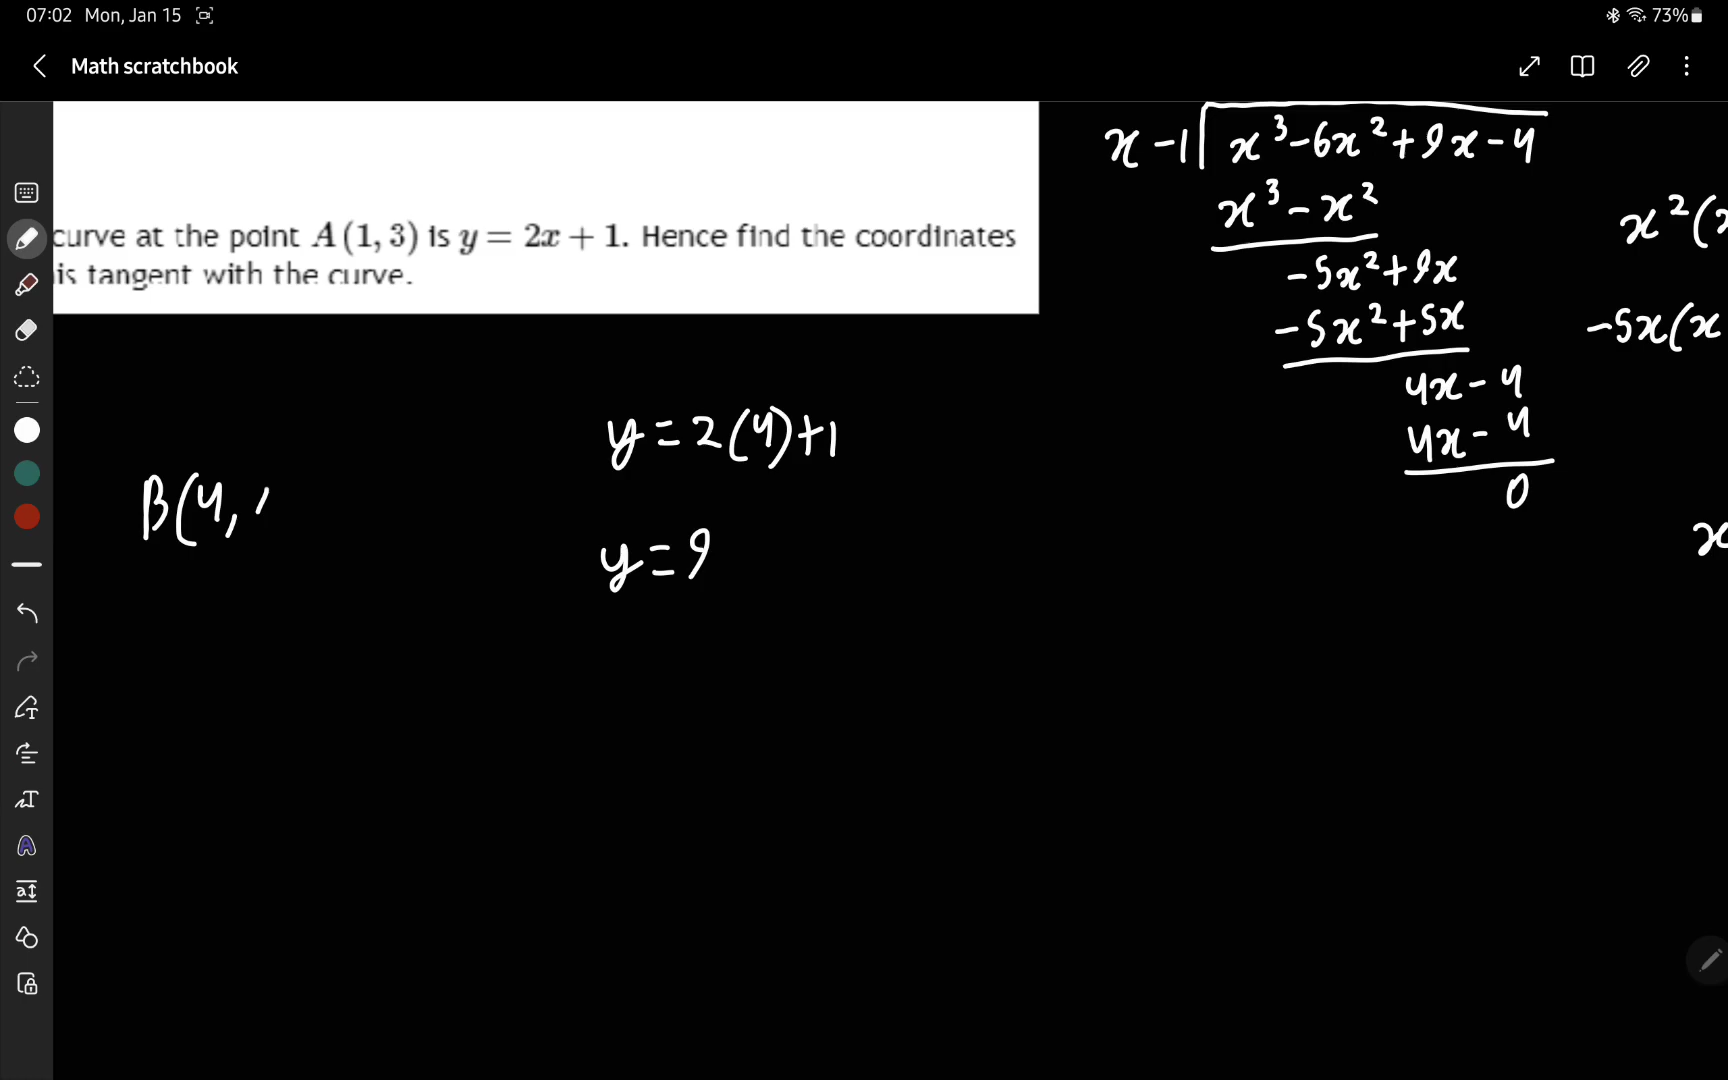 07:02 Mon, Jan 15
73%
Math scratchbook
curve at the point A (1, 3) is y = 2x + 1. Hence find the coordinates
is tangent with the curve.
x - 1 x³ - 6x² + 9x - 4
x³ - x²
x²(
-5x² + 9x
-5x² + 5x
-5x(x
4x - 4
4x - 4
0
x
y = 2(4) + 1
B(4,
y = 9